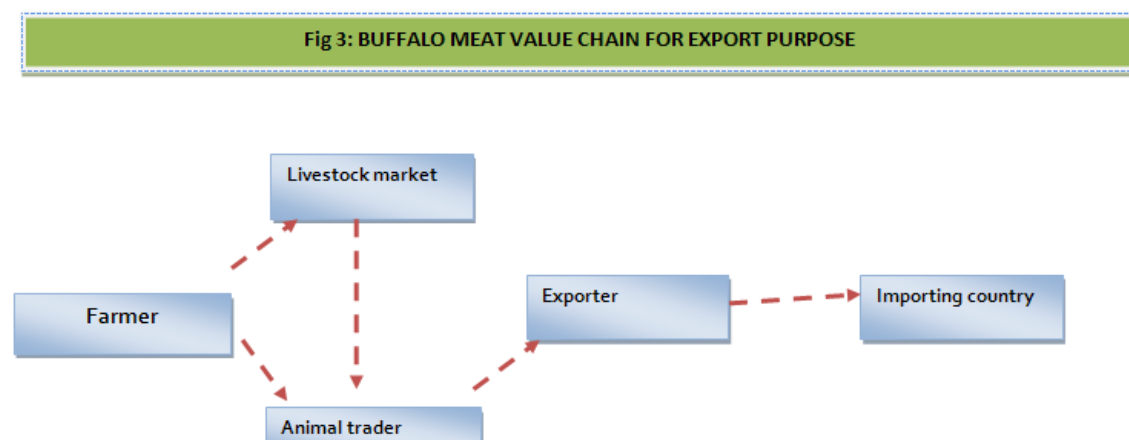 Fig 3: BUFFALO MEAT VALUE CHAIN FOR EXPORT PURPOSE
Livestock market
Farmer
Exporter
Importing country
Animal trader